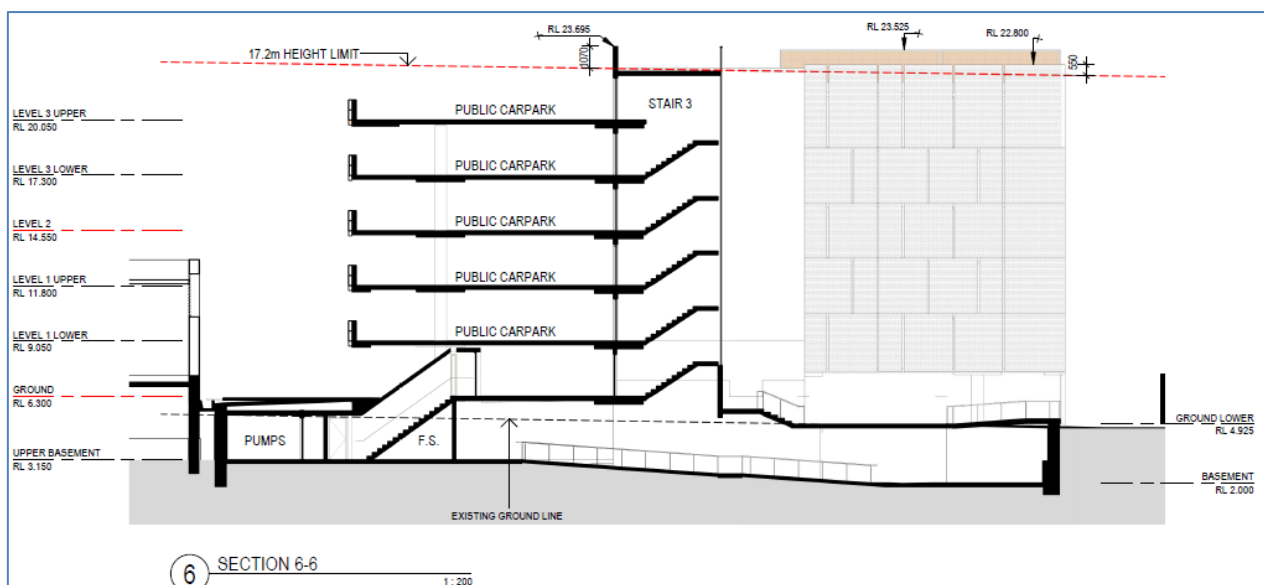 RL 23.695
1070
17.2m HEIGHT LIMIT
RL 23.525
RL 22.800
550
STAIR 3
LEVEL 3 UPPER
RL 20.050
PUBLIC CARPARK
LEVEL 3 LOWER
RL 17.300
PUBLIC CARPARK
LEVEL 2
RL 14.550
PUBLIC CARPARK
LEVEL 1 UPPER
RL 11.800
PUBLIC CARPARK
LEVEL 1 LOWER
RL 9.050
PUBLIC CARPARK
GROUND
RL 6.300
GROUND LOWER
RL 4.925
PUMPS
F.S.
UPPER BASEMENT
RL 3.150
BASEMENT
RL 2.000
EXISTING GROUND LINE
6
SECTION 6-6
1 : 200